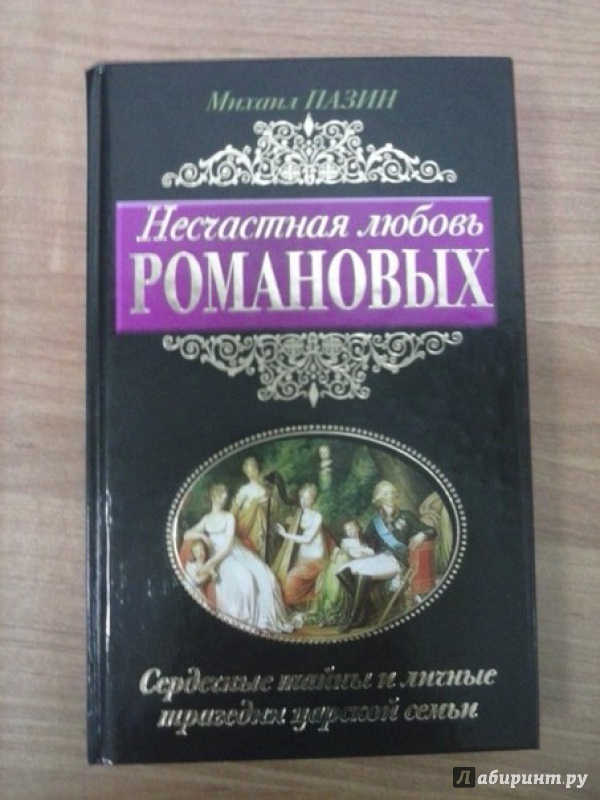 Михаил ПАЗИН
Несчастная любовь
РОМАНОВЫХ
Сердечные тайны и личные
трагедии царской семьи
Лабиринт.ру